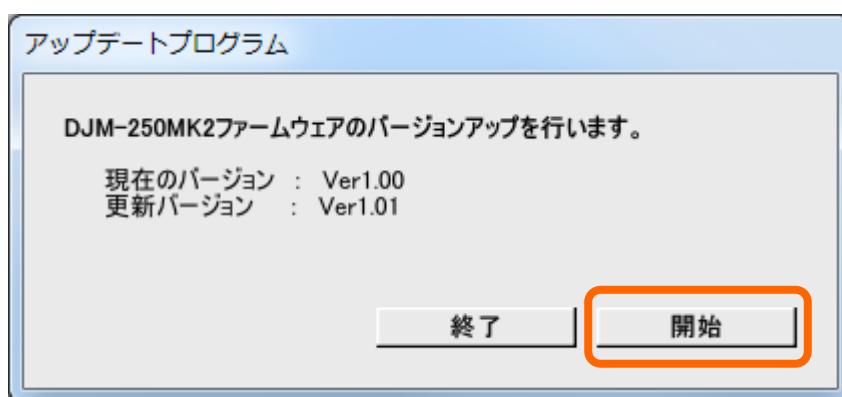 アップデートプログラム
DJM-250MK2ファームウェアのバージョンアップを行います。
現在のバージョン : Ver1.00
更新バージョン : Ver1.01
終了 開始